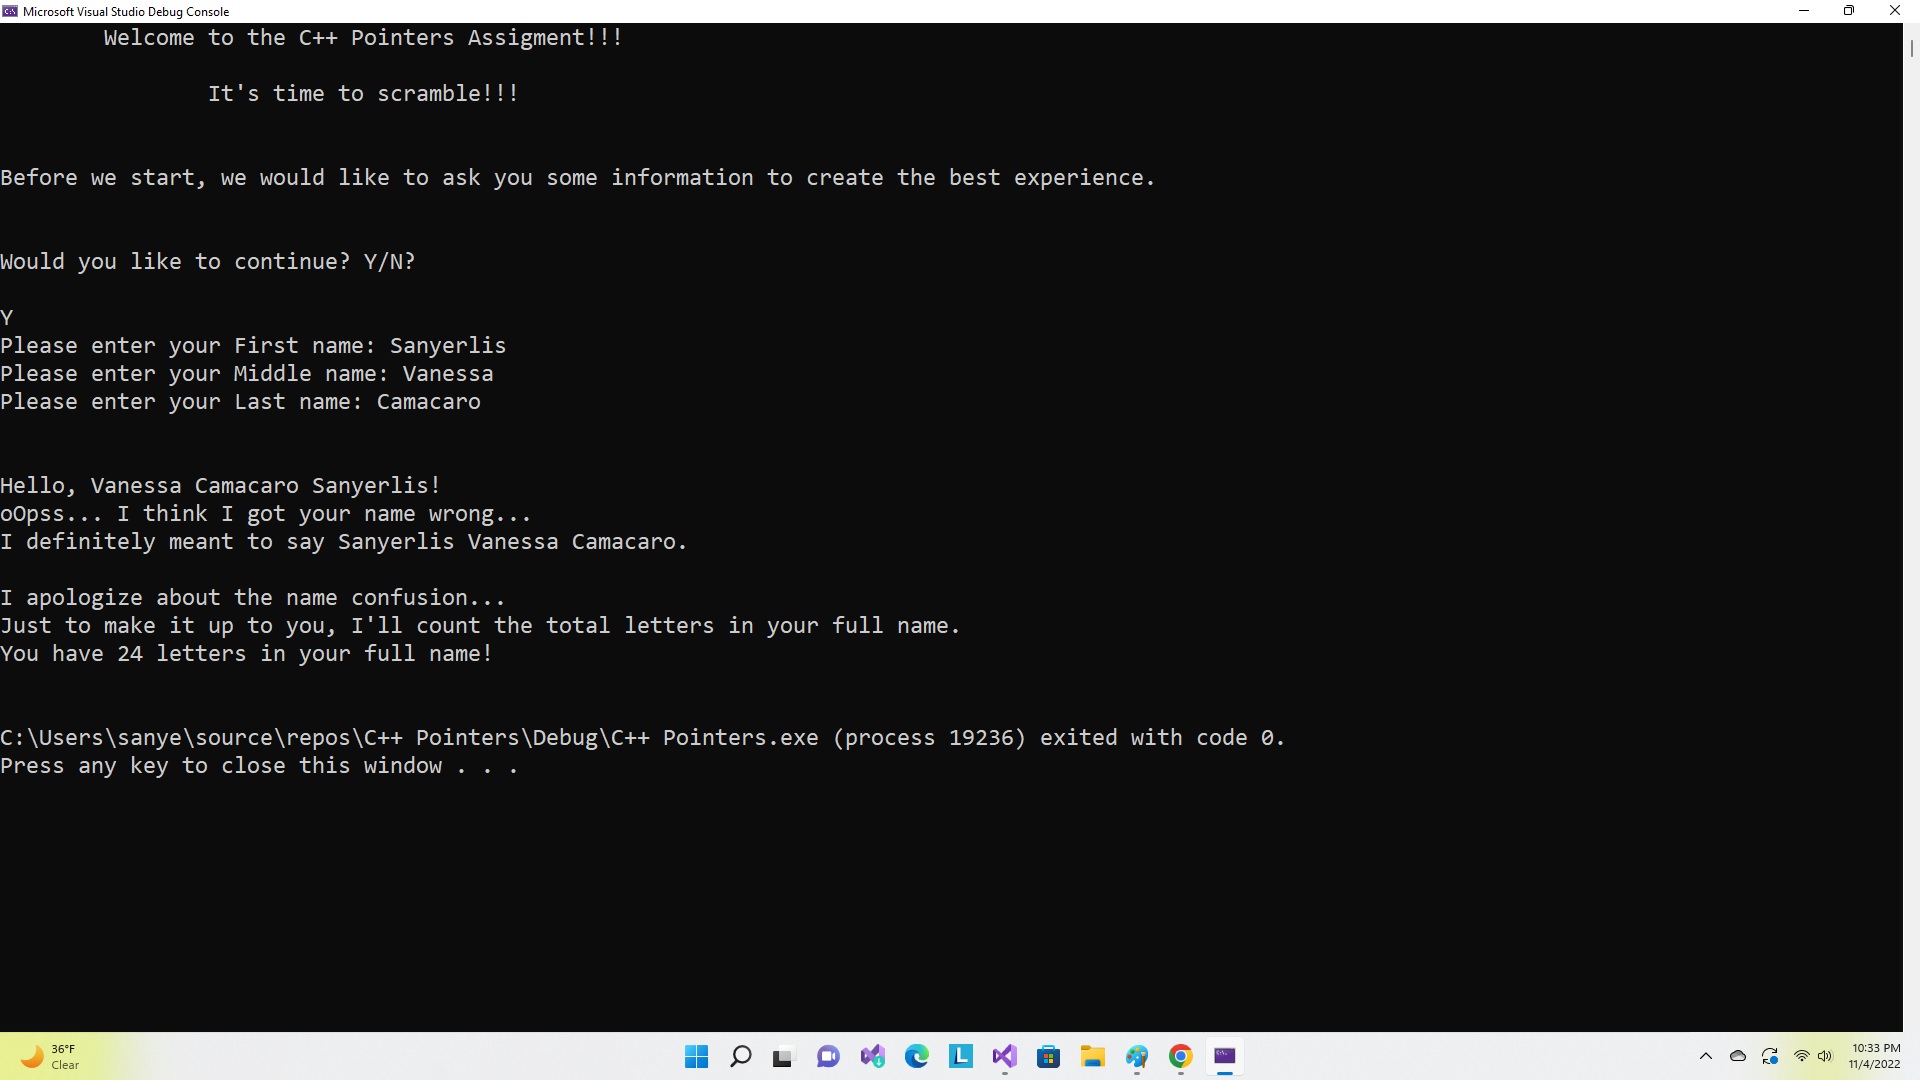 Microsoft Visual Studio Debug Console
Welcome to the C++ Pointers Assigment!!!
It's time to scramble!!!
Before we start, we would like to ask you some information to create the best experience.
Would you like to continue? Y/N?
Y
Please enter your First name: Sanyerlis
Please enter your Middle name: Vanessa
Please enter your Last name: Camacaro
Hello, Vanessa Camacaro Sanyerlis!
oOpss... I think I got your name wrong...
I definitely meant to say Sanyerlis Vanessa Camacaro.
I apologize about the name confusion...
Just to make it up to you, I'll count the total letters in your full name.
You have 24 letters in your full name!
C:\Users\sanye\source\repos\C++ Pointers\Debug\C++ Pointers.exe (process 19236) exited with code 0.
Press any key to close this window . . .
36°F
Clear
L
10:33 PM
11/4/2022